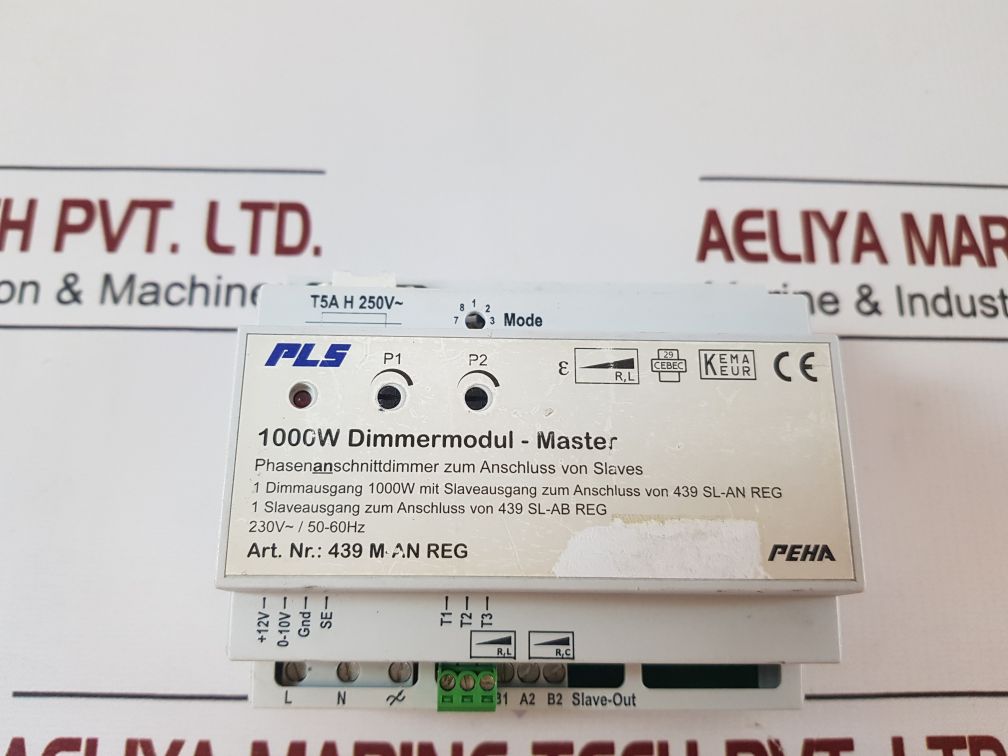 TH PVT. LTD.
on & Machine
AELIYA MAR
& Indust
T5A H 250V~
8 1 2
7 3 Mode
PLS P1 P2
ε R,L 29 CEBEC KEMA EUR CE
1000W Dimmermodul - Master
Phasenanschnittdimmer zum Anschluss von Slaves
1 Dimmausgang 1000W mit Slaveausgang zum Anschluss von 439 SL-AN REG
1 Slaveausgang zum Anschluss von 439 SL-AB REG
230V~ / 50-60Hz
Art. Nr.: 439 M-AN REG
PEHA
+12V
0-10V
Gnd
SE
T1
T2
T3
R,L R,C
L N B1 A2 B2 Slave-Out
AELIYA MARINE TECH PVT. LTD.